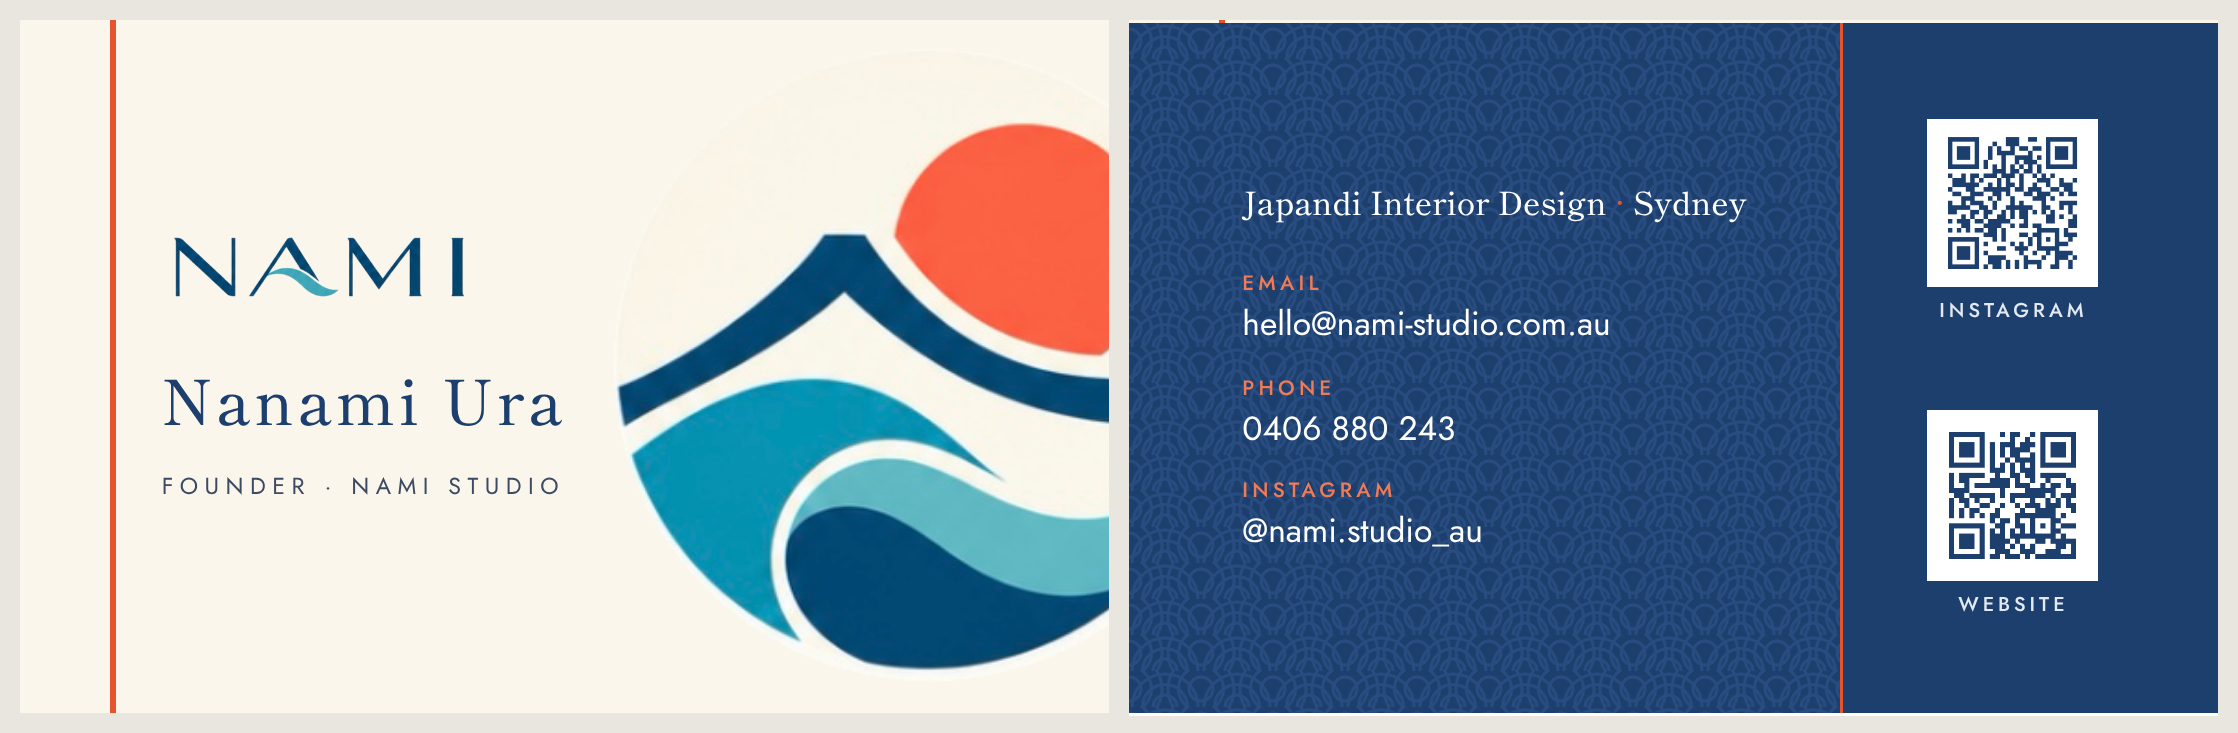 NAMI
Nanami Ura
FOUNDER · NAMI STUDIO
Japandi Interior Design · Sydney
EMAIL
hello@nami-studio.com.au
PHONE
0406 880 243
INSTAGRAM
@nami.studio_au
INSTAGRAM
WEBSITE